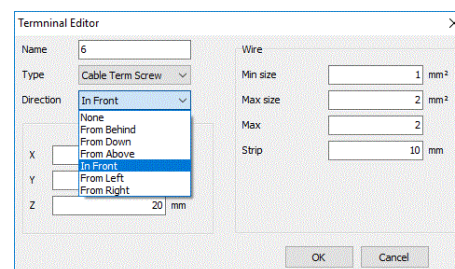 Termninal Editor
Name 6
Type Cable Term Screw
Direction In Front
None
From Behind
From Down
From Above
In Front
From Left
From Right
X
Y
Z 20 mm
Wire
Min size 1 mm²
Max size 2 mm²
Max 2
Strip 10 mm
OK Cancel